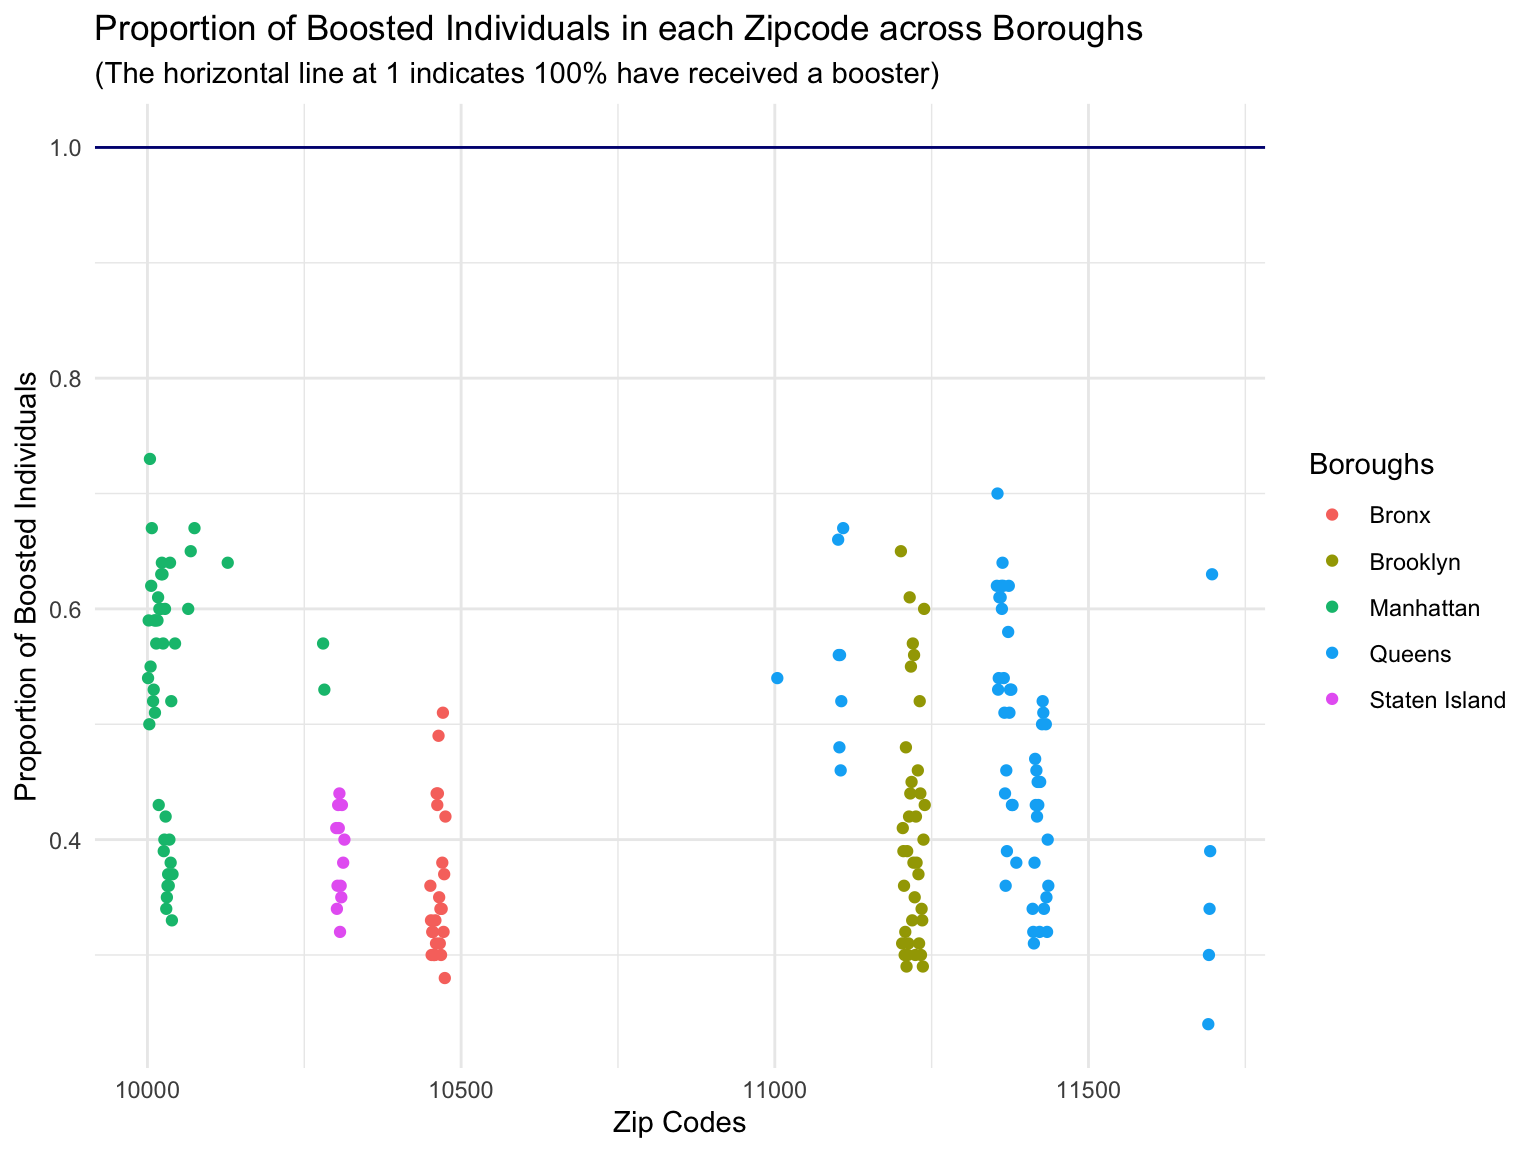 Proportion of Boosted Individuals in each Zipcode across Boroughs
(The horizontal line at 1 indicates 100% have received a booster)
Proportion of Boosted Individuals
1.0
0.8
0.6
0.4
10000
10500
11000
11500
Zip Codes
Boroughs
Bronx
Brooklyn
Manhattan
Queens
Staten Island